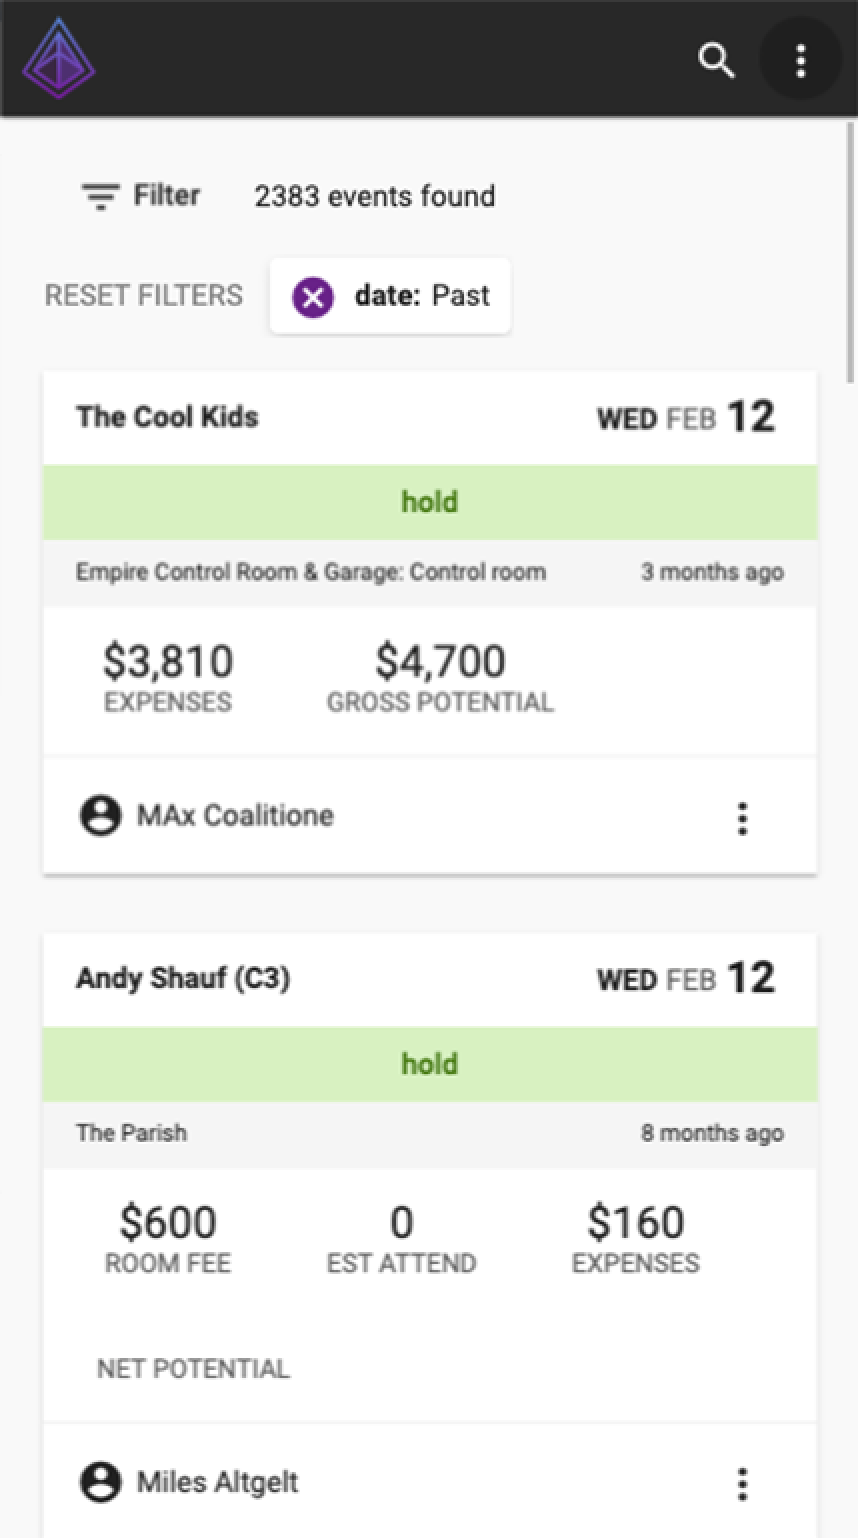 Filter 2383 events found
RESET FILTERS date: Past
The Cool Kids WED FEB 12
hold
Empire Control Room & Garage: Control room 3 months ago
$3,810 $4,700
EXPENSES GROSS POTENTIAL
MAx Coalitione
Andy Shauf (C3) WED FEB 12
hold
The Parish 8 months ago
$600 0 $160
ROOM FEE EST ATTEND EXPENSES
NET POTENTIAL
Miles Altgelt